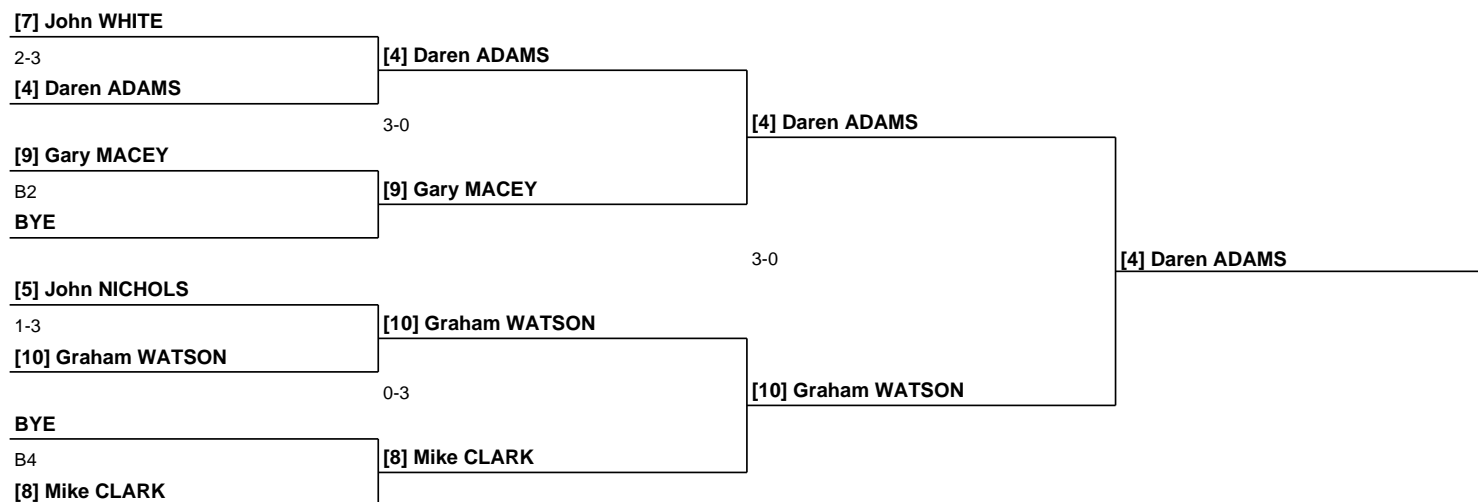 [7] John WHITE
2-3
[4] Daren ADAMS
[4] Daren ADAMS
3-0
[4] Daren ADAMS
[9] Gary MACEY
B2
[9] Gary MACEY
BYE
3-0
[4] Daren ADAMS
[5] John NICHOLS
1-3
[10] Graham WATSON
[10] Graham WATSON
0-3
[10] Graham WATSON
BYE
B4
[8] Mike CLARK
[8] Mike CLARK